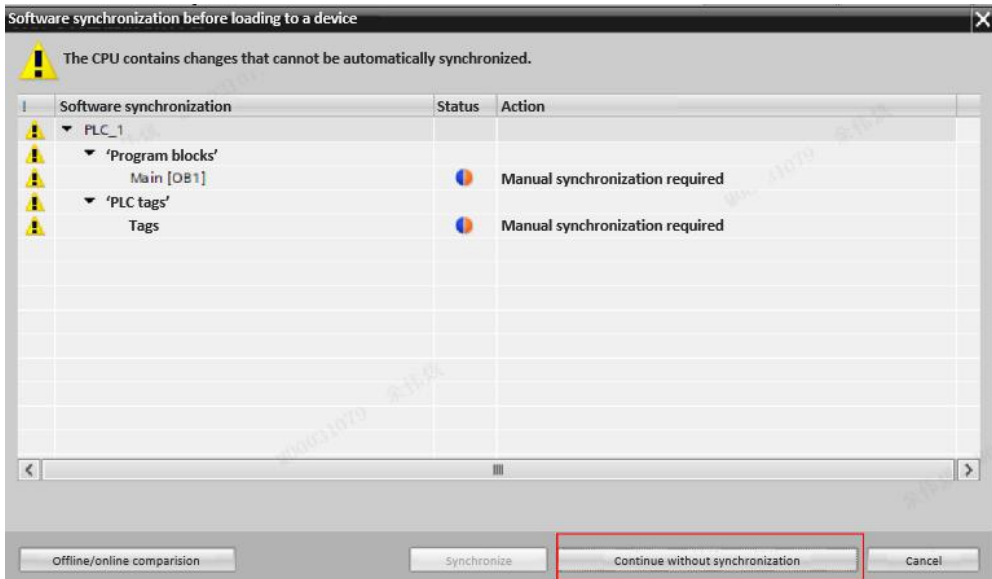 Software synchronization before loading to a device
The CPU contains changes that cannot be automatically synchronized.
! Software synchronization Status Action
PLC_1
‘Program blocks’
Main [OB1] Manual synchronization required
‘PLC tags’
Tags Manual synchronization required
Offline/online comparision Synchronize Continue without synchronization Cancel